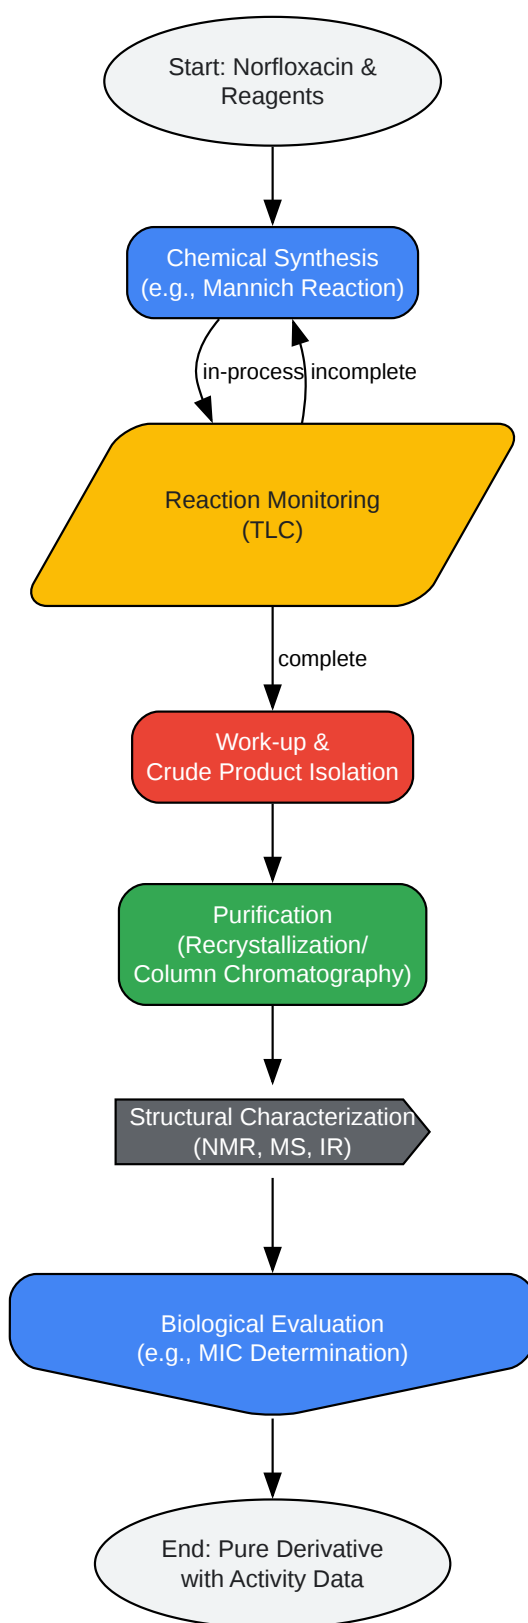 Start: Norfloxacin &
Reagents
Chemical Synthesis
(e.g., Mannich Reaction)
in-process
incomplete
Reaction Monitoring
(TLC)
complete
Work-up &
Crude Product Isolation
Purification
(Recrystallization/
Column Chromatography)
Structural Characterization
(NMR, MS, IR)
Biological Evaluation
(e.g., MIC Determination)
End: Pure Derivative
with Activity Data